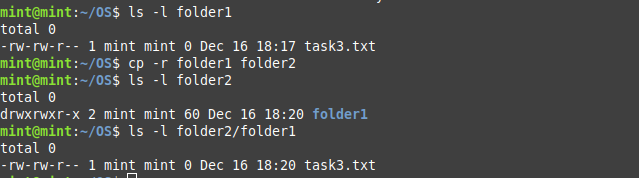 mint@mint:~/OS$ ls -l folder1
total 0
-rw-rw-r-- 1 mint mint 0 Dec 16 18:17 task3.txt
mint@mint:~/OS$ cp -r folder1 folder2
mint@mint:~/OS$ ls -l folder2
total 0
drwxrwxr-x 2 mint mint 60 Dec 16 18:20 folder1
mint@mint:~/OS$ ls -l folder2/folder1
total 0
-rw-rw-r-- 1 mint mint 0 Dec 16 18:20 task3.txt
mint@mint:~/OS$